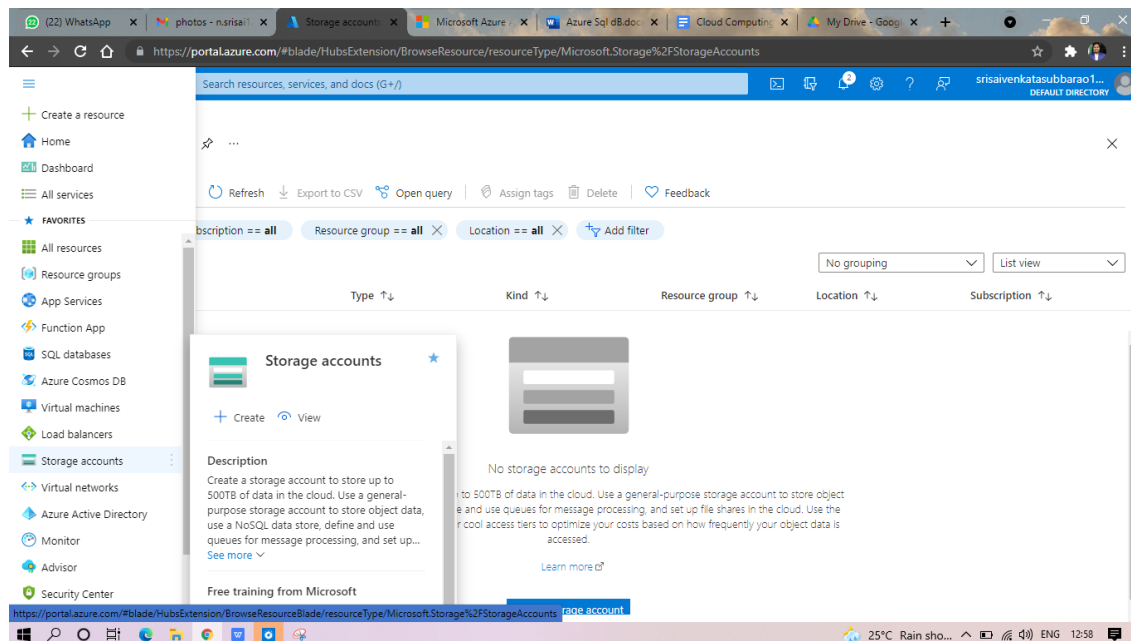 (22) WhatsApp
photos - n.srisai1
Storage accounts
Microsoft Azure
Azure Sql dB.doc
Cloud Computing
My Drive - Googl
https://portal.azure.com/#blade/HubsExtension/BrowseResource/resourceType/Microsoft.Storage%2FStorageAccounts
Search resources, services, and docs (G+/)
2
srisaivenkatasubbarao1...
DEFAULT DIRECTORY
Create a resource
Home
Dashboard
All services
FAVORITES
All resources
Resource groups
App Services
Function App
SQL databases
Azure Cosmos DB
Virtual machines
Load balancers
Storage accounts
Virtual networks
Azure Active Directory
Monitor
Advisor
Security Center
...
Refresh
Export to CSV
Open query
Assign tags
Delete
Feedback
bscription == all
Resource group == all
Location == all
Add filter
No grouping
List view
Type ↑↓
Kind ↑↓
Resource group ↑↓
Location ↑↓
Subscription ↑↓
Storage accounts
Create
View
Description
Create a storage account to store up to
500TB of data in the cloud. Use a general-
purpose storage account to store object data,
use a NoSQL data store, define and use
queues for message processing, and set up...
See more
Free training from Microsoft
No storage accounts to display
to 500TB of data in the cloud. Use a general-purpose storage account to store object
e and use queues for message processing, and set up file shares in the cloud. Use the
r cool access tiers to optimize your costs based on how frequently your object data is
accessed.
Learn more
rage account
https://portal.azure.com/#blade/HubsExtension/BrowseResourceBlade/resourceType/Microsoft.Storage%2FStorageAccounts
25°C Rain sho...
ENG
12:58